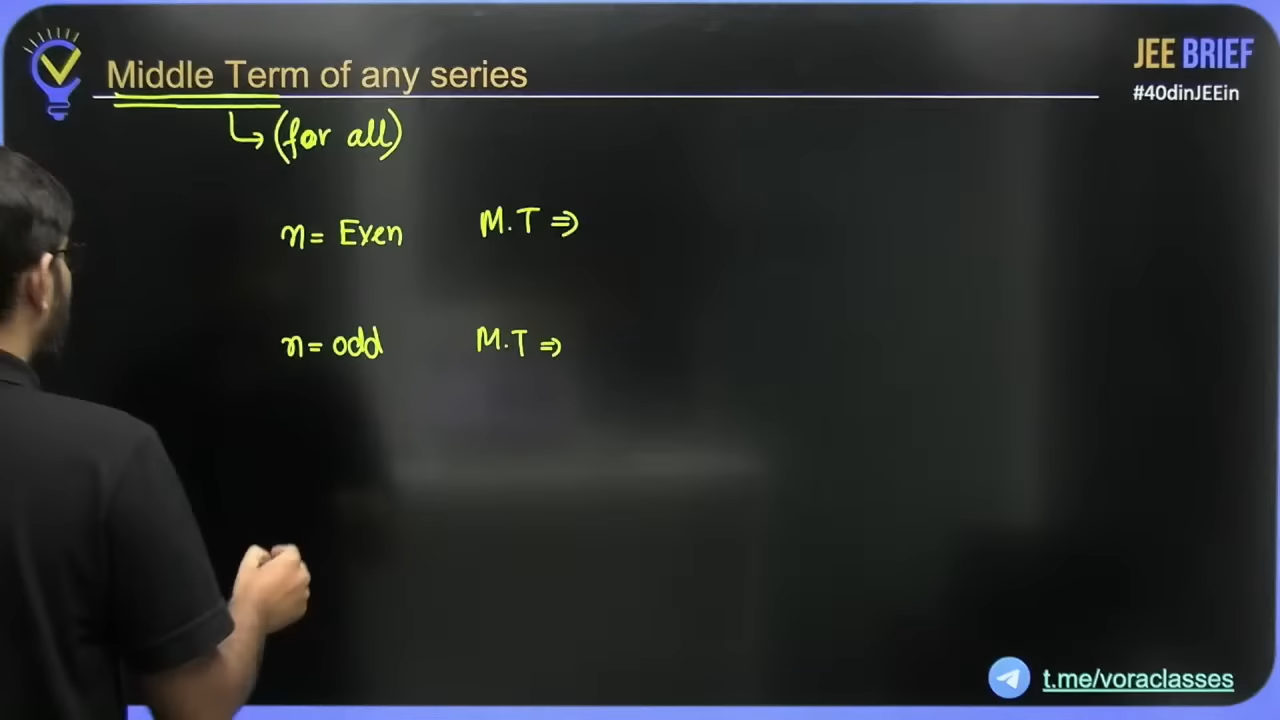 Middle Term of any series
JEE BRIEF
#40dinJEEin
↳ (for all)
n = Even M.T ⇒
n = odd M.T ⇒
t.me/voraclasses